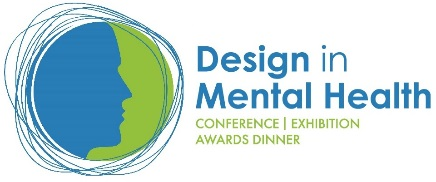 Design in
Mental Health
CONFERENCE | EXHIBITION
AWARDS DINNER